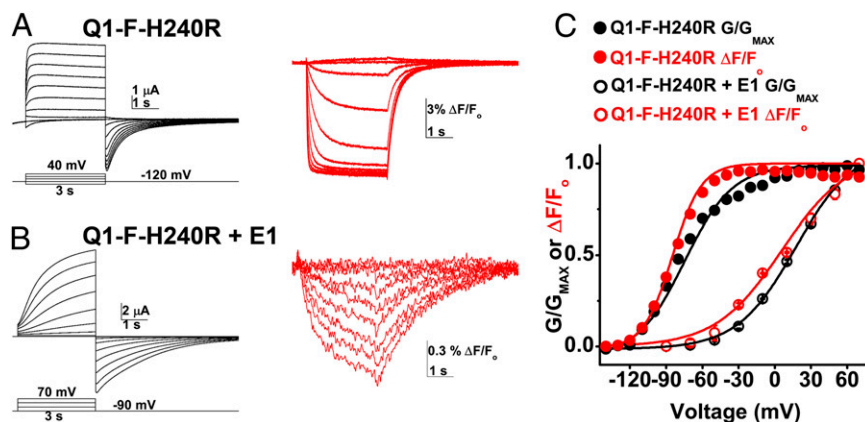 A
Q1-F-H240R
1 μA
1 s
40 mV
-120 mV
3 s
3% ΔF/Fo
1 s
B
Q1-F-H240R + E1
2 μA
1 s
70 mV
-90 mV
3 s
0.3 % ΔF/Fo
1 s
C
Q1-F-H240R G/GMAX
Q1-F-H240R ΔF/Fo
Q1-F-H240R + E1 G/GMAX
Q1-F-H240R + E1 ΔF/Fo
G/GMAX or ΔF/Fo
1.0
0.5
0.0
-120 -90 -60 -30 0 30 60
Voltage (mV)